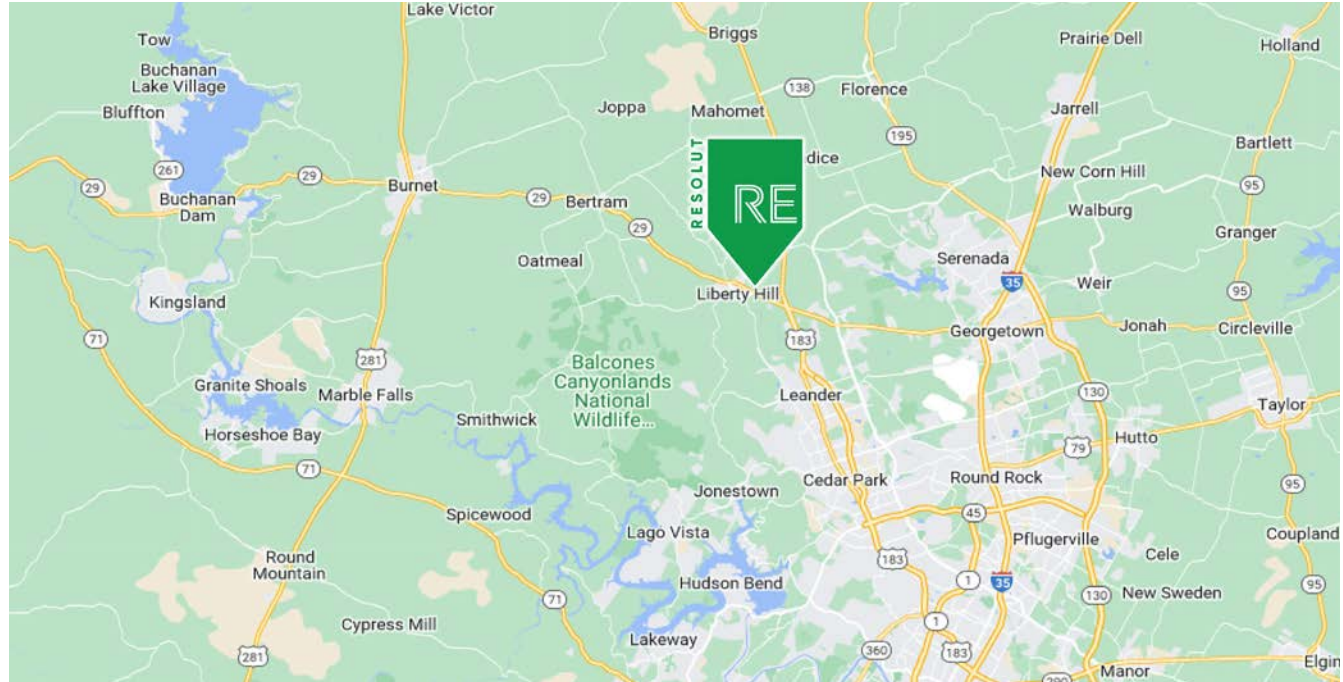 Lake Victor
Tow
Briggs
Prairie Dell
Holland
Buchanan
Lake Village
138
Florence
Bluffton
Joppa
Mahomet
Jarrell
195
Bartlett
261
RESOLUT
RE
dice
New Corn Hill
29
29
Burnet
95
Buchanan
Dam
29
Bertram
Walburg
29
Granger
Oatmeal
Serenada
35
Weir
Kingsland
Liberty Hill
95
71
183
Georgetown
Jonah
Circleville
281
Balcones
Canyonlands
National
Wildlife...
Granite Shoals
Marble Falls
Leander
130
Taylor
Smithwick
Horseshoe Bay
Hutto
79
71
Cedar Park
Round Rock
Jonestown
95
Spicewood
45
Lago Vista
Coupland
Pflugerville
Round
Mountain
183
Cele
Hudson Bend
1
35
95
71
130
New Sweden
Cypress Mill
1
Lakeway
281
360
183
Elgin
Manor
290